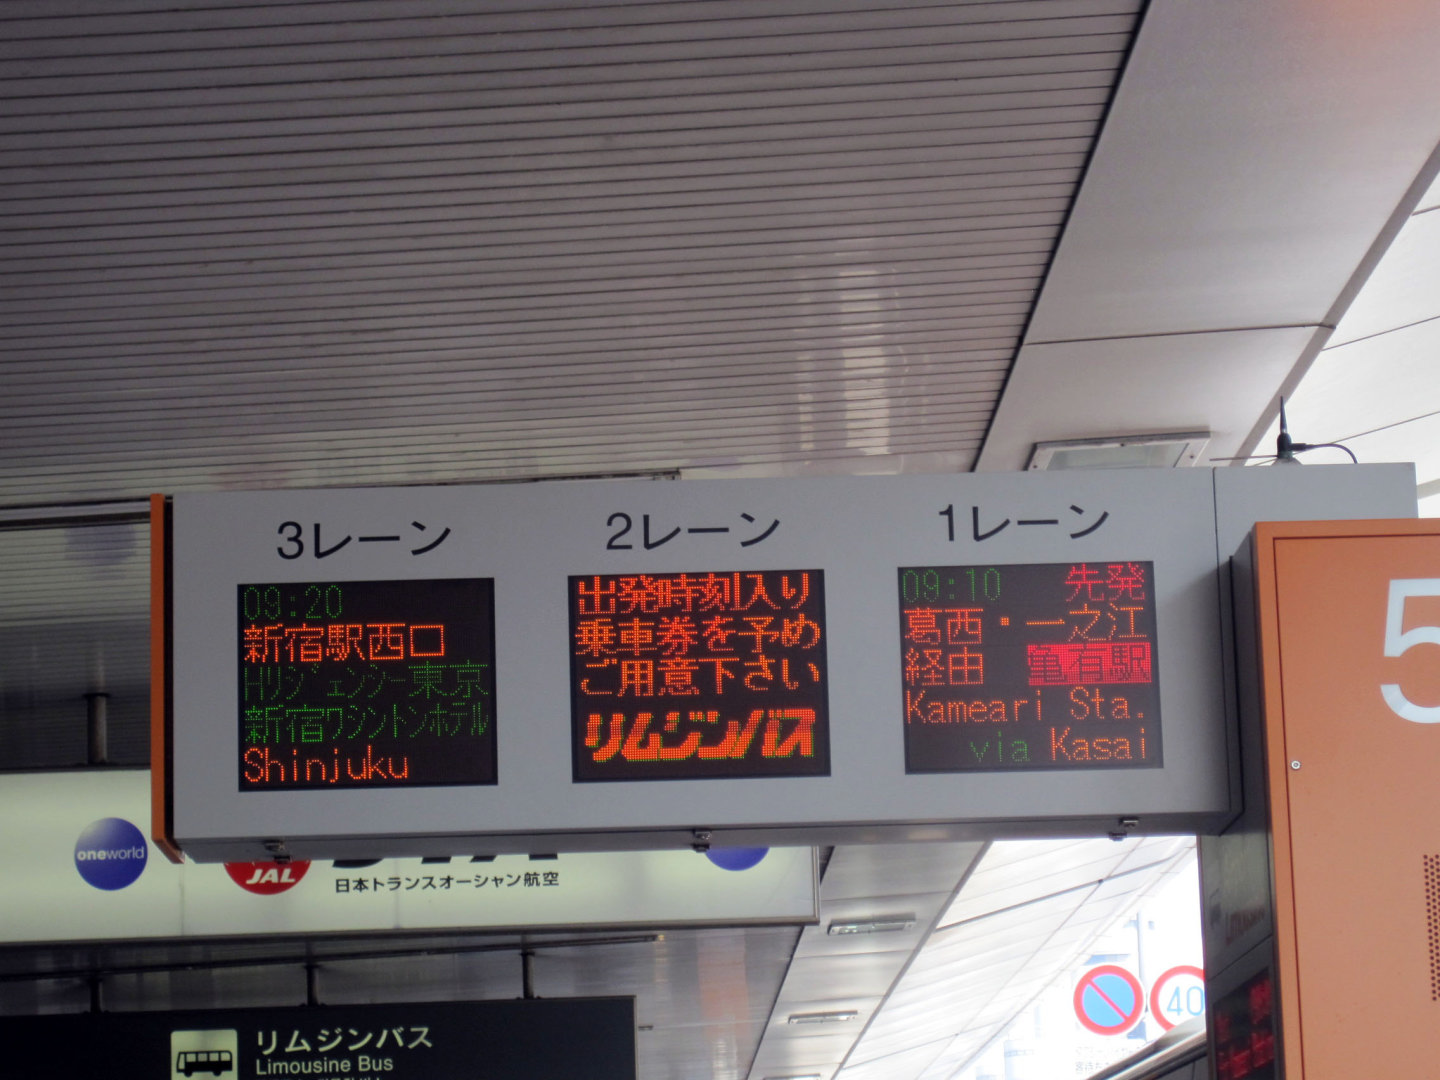 3レーン
09:20
新宿駅西口
Hリジェンシー東京
新宿ワシントンホテル
Shinjuku
2レーン
出発時刻入り
乗車券を予め
ご用意下さい
リムジンバス
1レーン
09:10 先発
葛西・一之江
経由 亀有駅
Kameari Sta.
via Kasai
5
oneworld
JAL
日本トランスオーシャン航空
リムジンバス
Limousine Bus
40